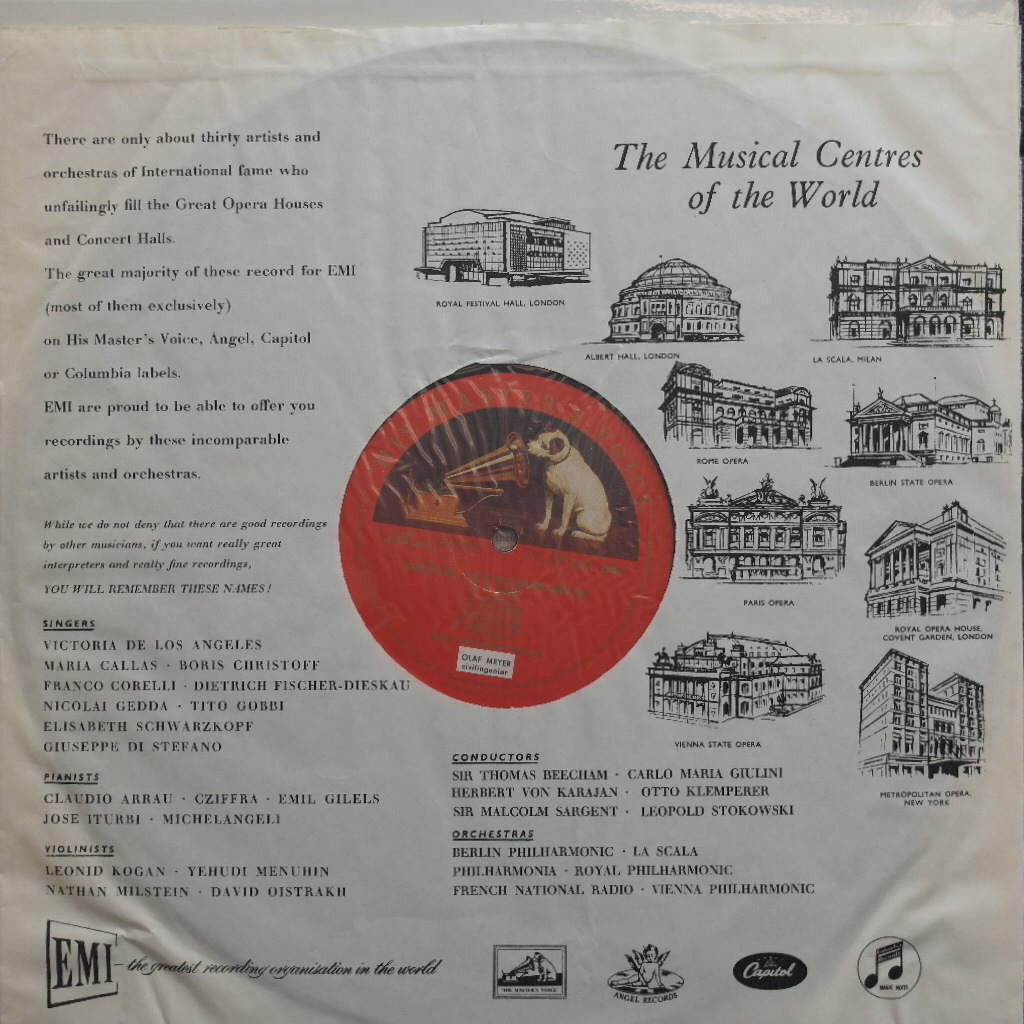 There are only about thirty artists and
orchestras of International fame who
unfailingly fill the Great Opera Houses
and Concert Halls.
The great majority of these record for EMI
(most of them exclusively)
on His Master's Voice, Angel, Capitol
or Columbia labels.
EMI are proud to be able to offer you
recordings by these incomparable
artists and orchestras.
While we do not deny that there are good recordings
by other musicians, if you want really great
interpreters and really fine recordings,
YOU WILL REMEMBER THESE NAMES!
SINGERS
VICTORIA DE LOS ANGELES
MARIA CALLAS · BORIS CHRISTOFF
FRANCO CORELLI · DIETRICH FISCHER-DIESKAU
NICOLAI GEDDA · TITO GOBBI
ELISABETH SCHWARZKOPF
GIUSEPPE DI STEFANO
PIANISTS
CLAUDIO ARRAU · CZIFFRA · EMIL GILELS
JOSE ITURBI · MICHELANGELI
VIOLINISTS
LEONID KOGAN · YEHUDI MENUHIN
NATHAN MILSTEIN · DAVID OISTRAKH
The Musical Centres
of the World
ROYAL FESTIVAL HALL, LONDON
ALBERT HALL, LONDON
LA SCALA, MILAN
ROME OPERA
BERLIN STATE OPERA
PARIS OPERA
ROYAL OPERA HOUSE,
COVENT GARDEN, LONDON
VIENNA STATE OPERA
METROPOLITAN OPERA,
NEW YORK
HIS MASTER'S VOICE
OLAF MEYER
civilingeniør
CONDUCTORS
SIR THOMAS BEECHAM · CARLO MARIA GIULINI
HERBERT VON KARAJAN · OTTO KLEMPERER
SIR MALCOLM SARGENT · LEOPOLD STOKOWSKI
ORCHESTRAS
BERLIN PHILHARMONIC · LA SCALA
PHILHARMONIA · ROYAL PHILHARMONIC
FRENCH NATIONAL RADIO · VIENNA PHILHARMONIC
EMI—the greatest recording organisation in the world
"HIS MASTER'S VOICE"
ANGEL RECORDS
Capitol
MAGIC NOTES